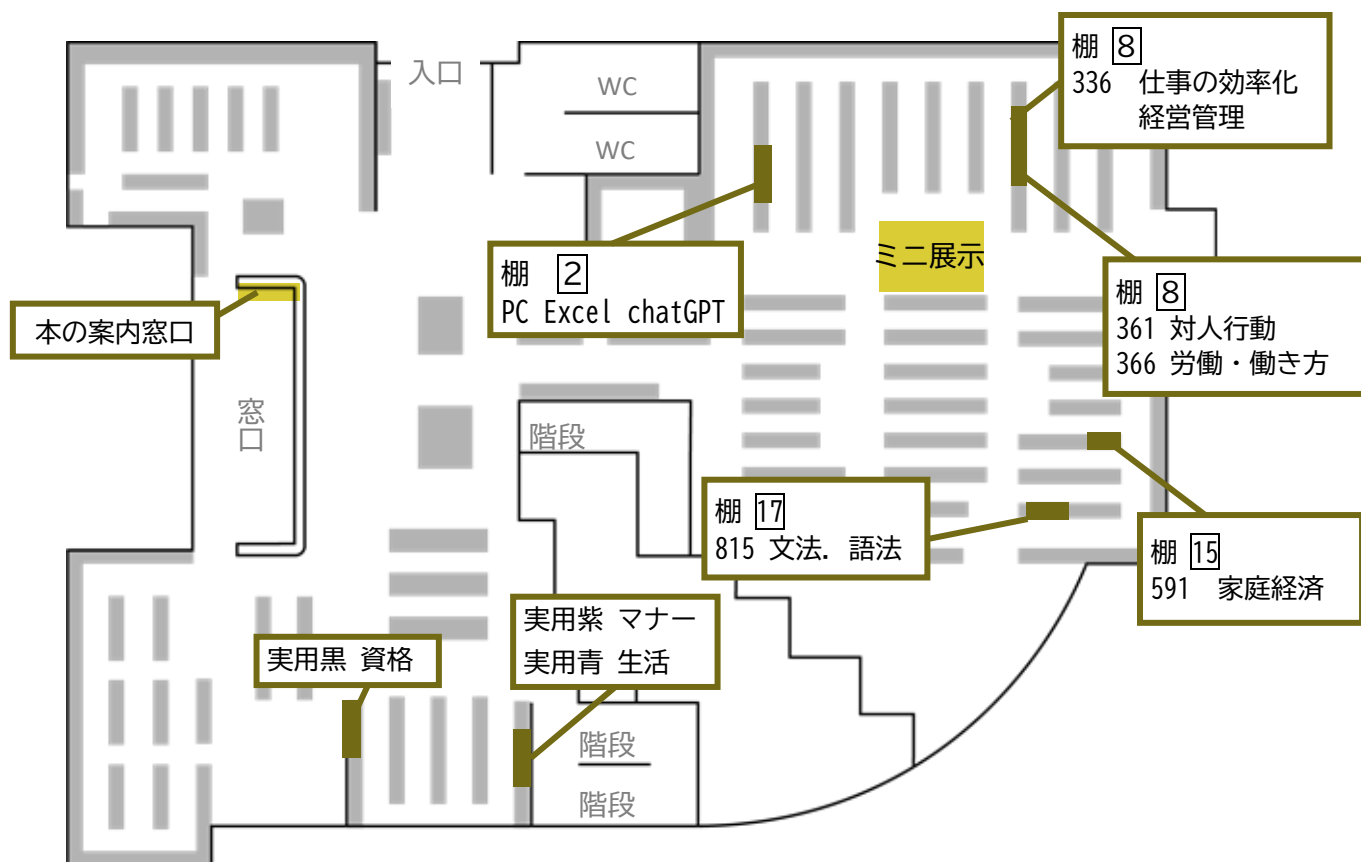 棚 8
336 仕事の効率化
経営管理
入口
WC
WC
棚 2
PC Excel chatGPT
ミニ展示
棚 8
361 対人行動
366 労働・働き方
本の案内窓口
窓口
階段
棚 17
815 文法. 語法
棚 15
591 家庭経済
実用紫 マナー
実用青 生活
実用黒 資格
階段
階段